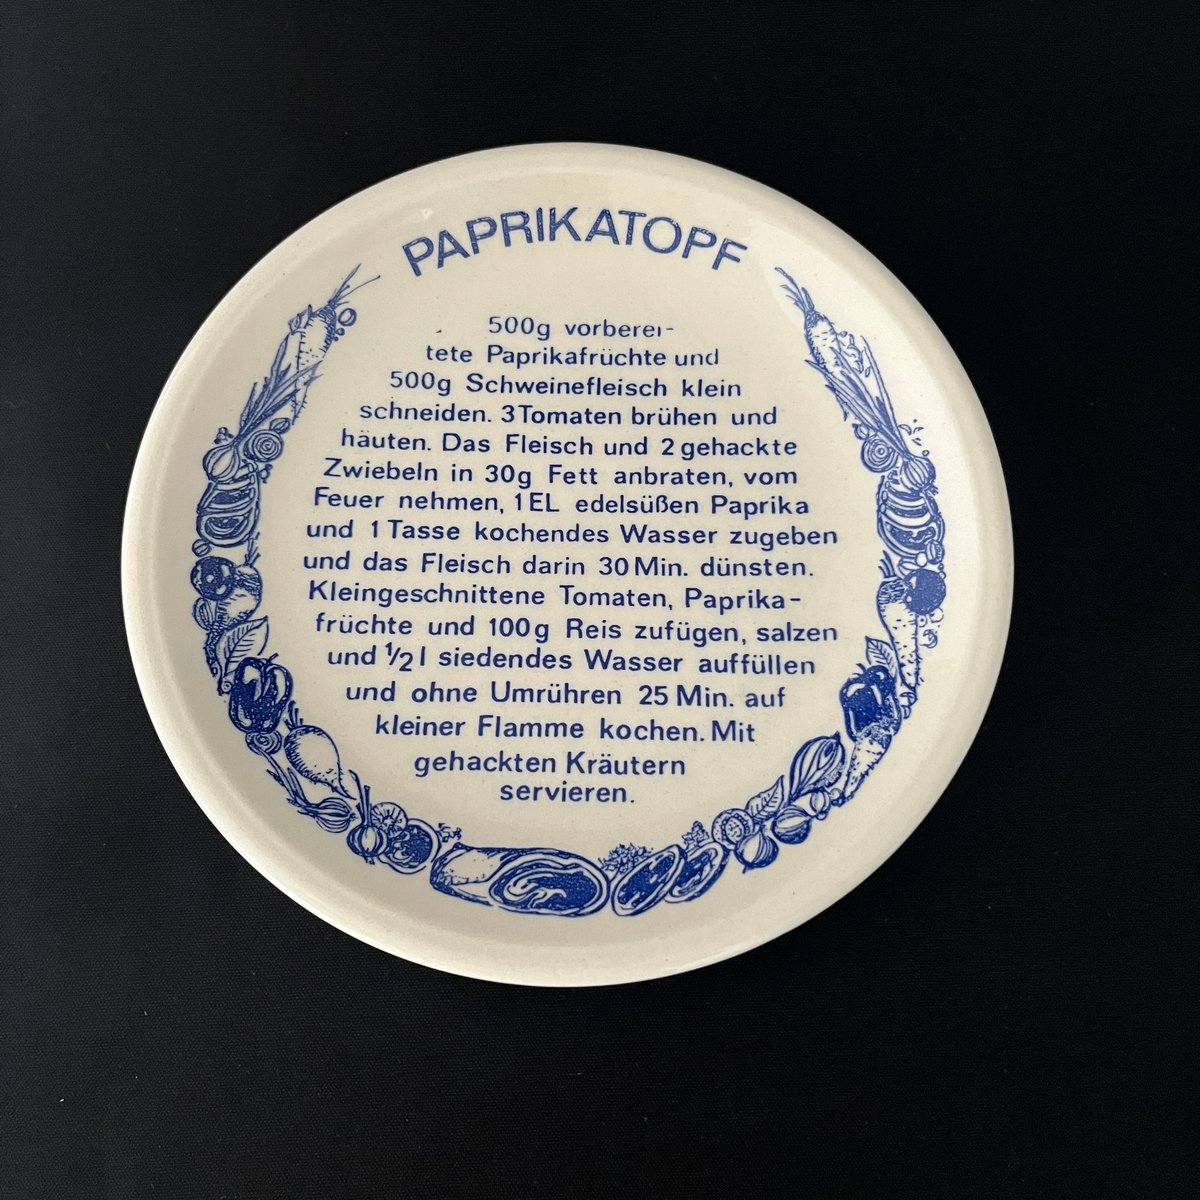 PAPRIKATOPF
500g vorberei-
tete Paprikafrüchte und
500g Schweinefleisch klein
schneiden. 3 Tomaten brühen und
häuten. Das Fleisch und 2 gehackte
Zwiebeln in 30g Fett anbraten, vom
Feuer nehmen, 1 EL edelsüßen Paprika
und 1 Tasse kochendes Wasser zugeben
und das Fleisch darin 30 Min. dünsten.
Kleingeschnittene Tomaten, Paprika-
früchte und 100g Reis zufügen, salzen
und ½ l siedendes Wasser auffüllen
und ohne Umrühren 25 Min. auf
kleiner Flamme kochen. Mit
gehackten Kräutern
servieren.